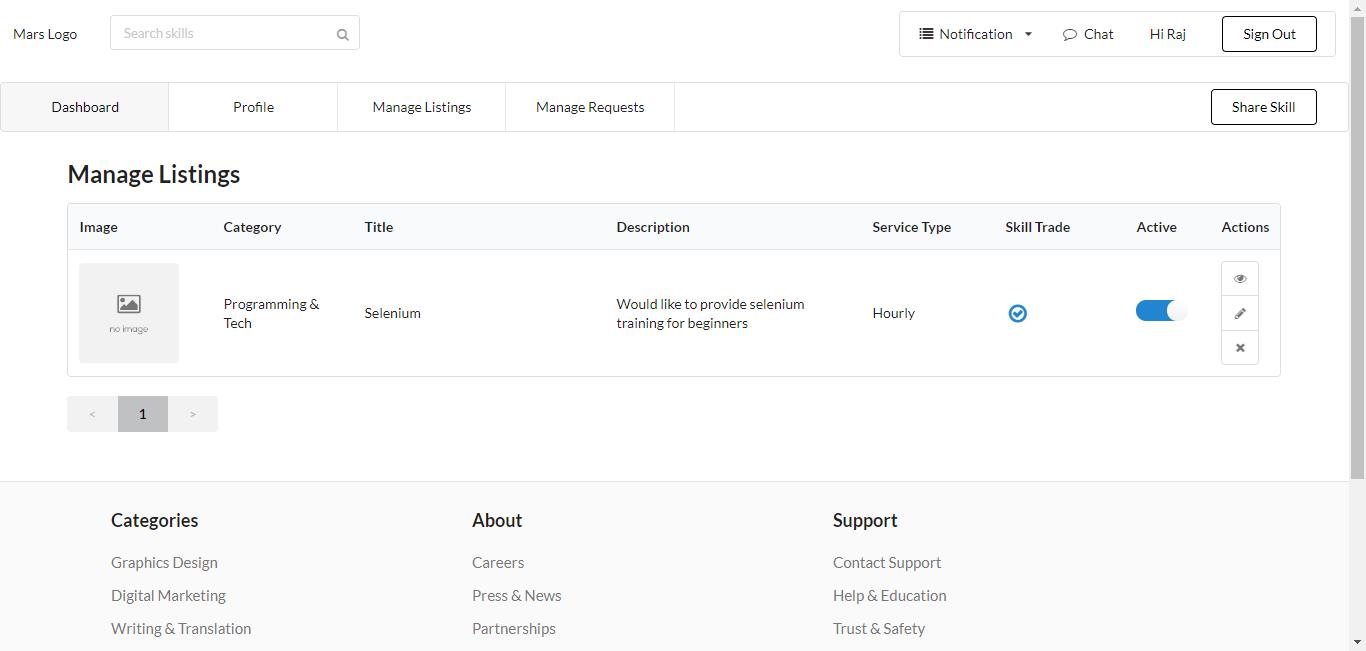 Mars Logo
Search skills
Notification
Chat
Hi Raj
Sign Out
Dashboard
Profile
Manage Listings
Manage Requests
Share Skill
Manage Listings
Image
Category
Title
Description
Service Type
Skill Trade
Active
Actions
no image
Programming &
Tech
Selenium
Would like to provide selenium
training for beginners
Hourly
<
1
>
Categories
About
Support
Graphics Design
Careers
Contact Support
Digital Marketing
Press & News
Help & Education
Writing & Translation
Partnerships
Trust & Safety